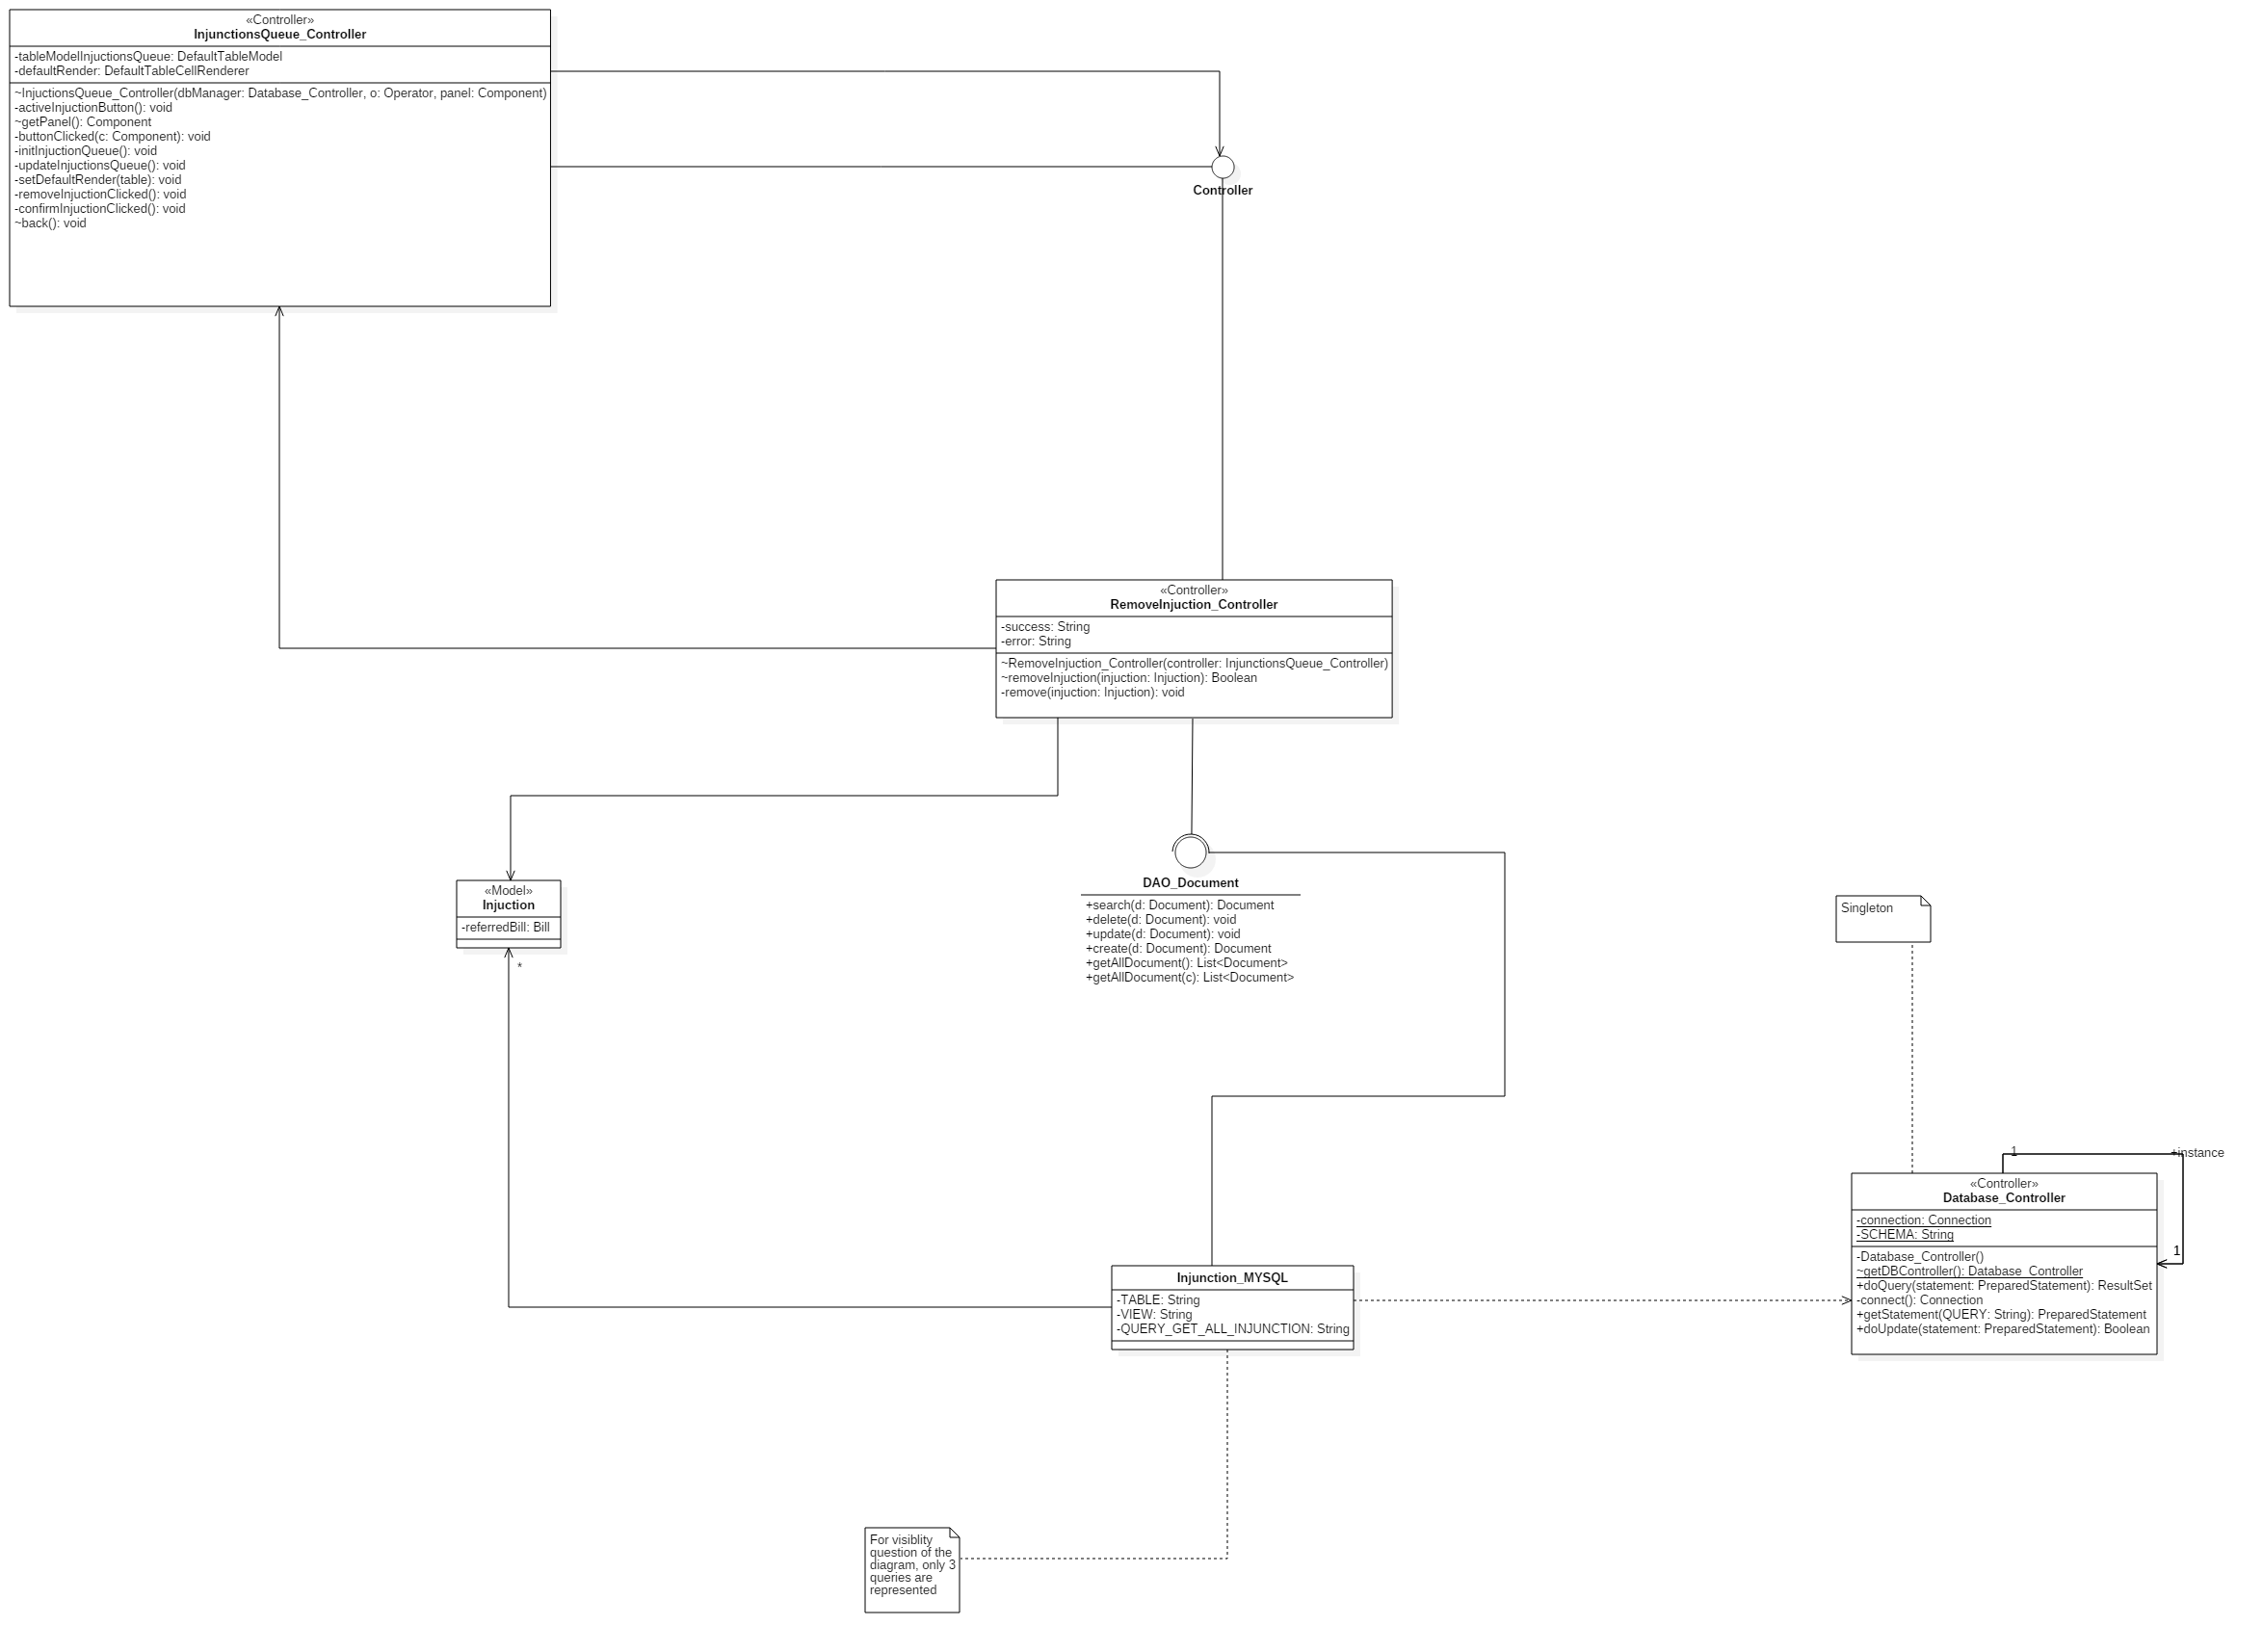 «Controller»
InjunctionsQueue_Controller
-tableModelInjuctionsQueue: DefaultTableModel
-defaultRender: DefaultTableCellRenderer
~InjuctionsQueue_Controller(dbManager: Database_Controller, o: Operator, panel: Component)
-activeInjuctionButton(): void
~getPanel(): Component
-buttonClicked(c: Component): void
-initInjuctionQueue(): void
-updateInjuctionsQueue(): void
-setDefaultRender(table): void
-removeInjuctionClicked(): void
-confirmInjuctionClicked(): void
~back(): void
Controller
«Controller»
RemoveInjuction_Controller
-success: String
-error: String
~RemoveInjuction_Controller(controller: InjunctionsQueue_Controller)
~removeInjuction(injuction: Injuction): Boolean
-remove(injuction: Injuction): void
«Model»
Injuction
-referredBill: Bill
*
DAO_Document
+search(d: Document): Document
+delete(d: Document): void
+update(d: Document): void
+create(d: Document): Document
+getAllDocument(): List<Document>
+getAllDocument(c): List<Document>
Singleton
1
+instance
«Controller»
Database_Controller
-connection: Connection
-SCHEMA: String
-Database_Controller()
~getDBController(): Database_Controller
+doQuery(statement: PreparedStatement): ResultSet
-connect(): Connection
+getStatement(QUERY: String): PreparedStatement
+doUpdate(statement: PreparedStatement): Boolean
1
Injunction_MYSQL
-TABLE: String
-VIEW: String
-QUERY_GET_ALL_INJUNCTION: String
For visiblity
question of the
diagram, only 3
queries are
represented